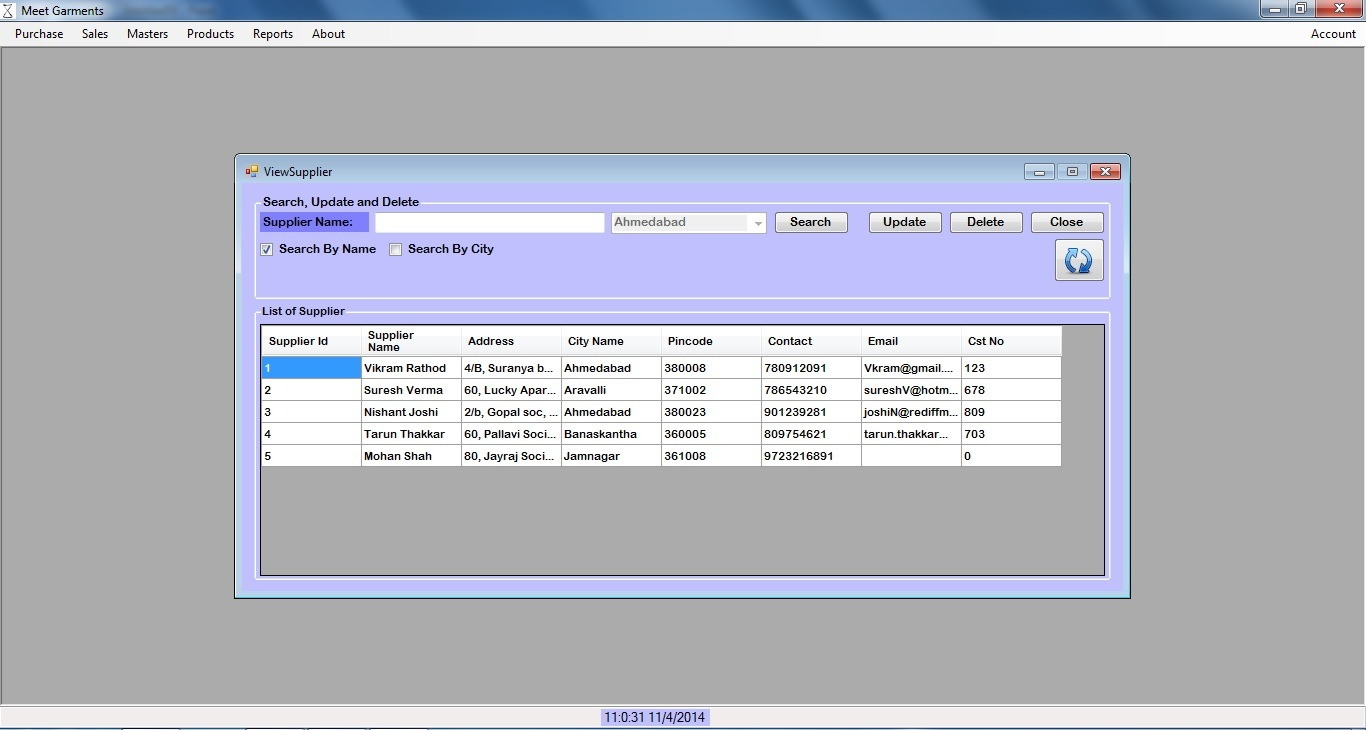 Meet Garments
Purchase Sales Masters Products Reports About Account
ViewSupplier
Search, Update and Delete
Supplier Name: Ahmedabad Search Update Delete Close
Search By Name Search By City
List of Supplier
Supplier Id Supplier Name Address City Name Pincode Contact Email Cst No
1 Vikram Rathod 4/B, Suranya b... Ahmedabad 380008 780912091 Vkram@gmail.... 123
2 Suresh Verma 60, Lucky Apar... Aravalli 371002 786543210 sureshV@hotm... 678
3 Nishant Joshi 2/b, Gopal soc, ... Ahmedabad 380023 901239281 joshiN@rediffm... 809
4 Tarun Thakkar 60, Pallavi Soci... Banaskantha 360005 809754621 tarun.thakkar... 703
5 Mohan Shah 80, Jayraj Soci... Jamnagar 361008 9723216891 0
11:0:31 11/4/2014